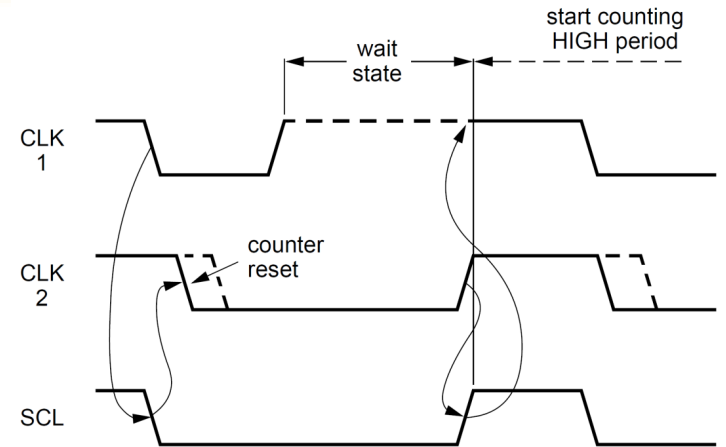 start counting
HIGH period
wait
state
CLK
1
counter
reset
CLK
2
SCL